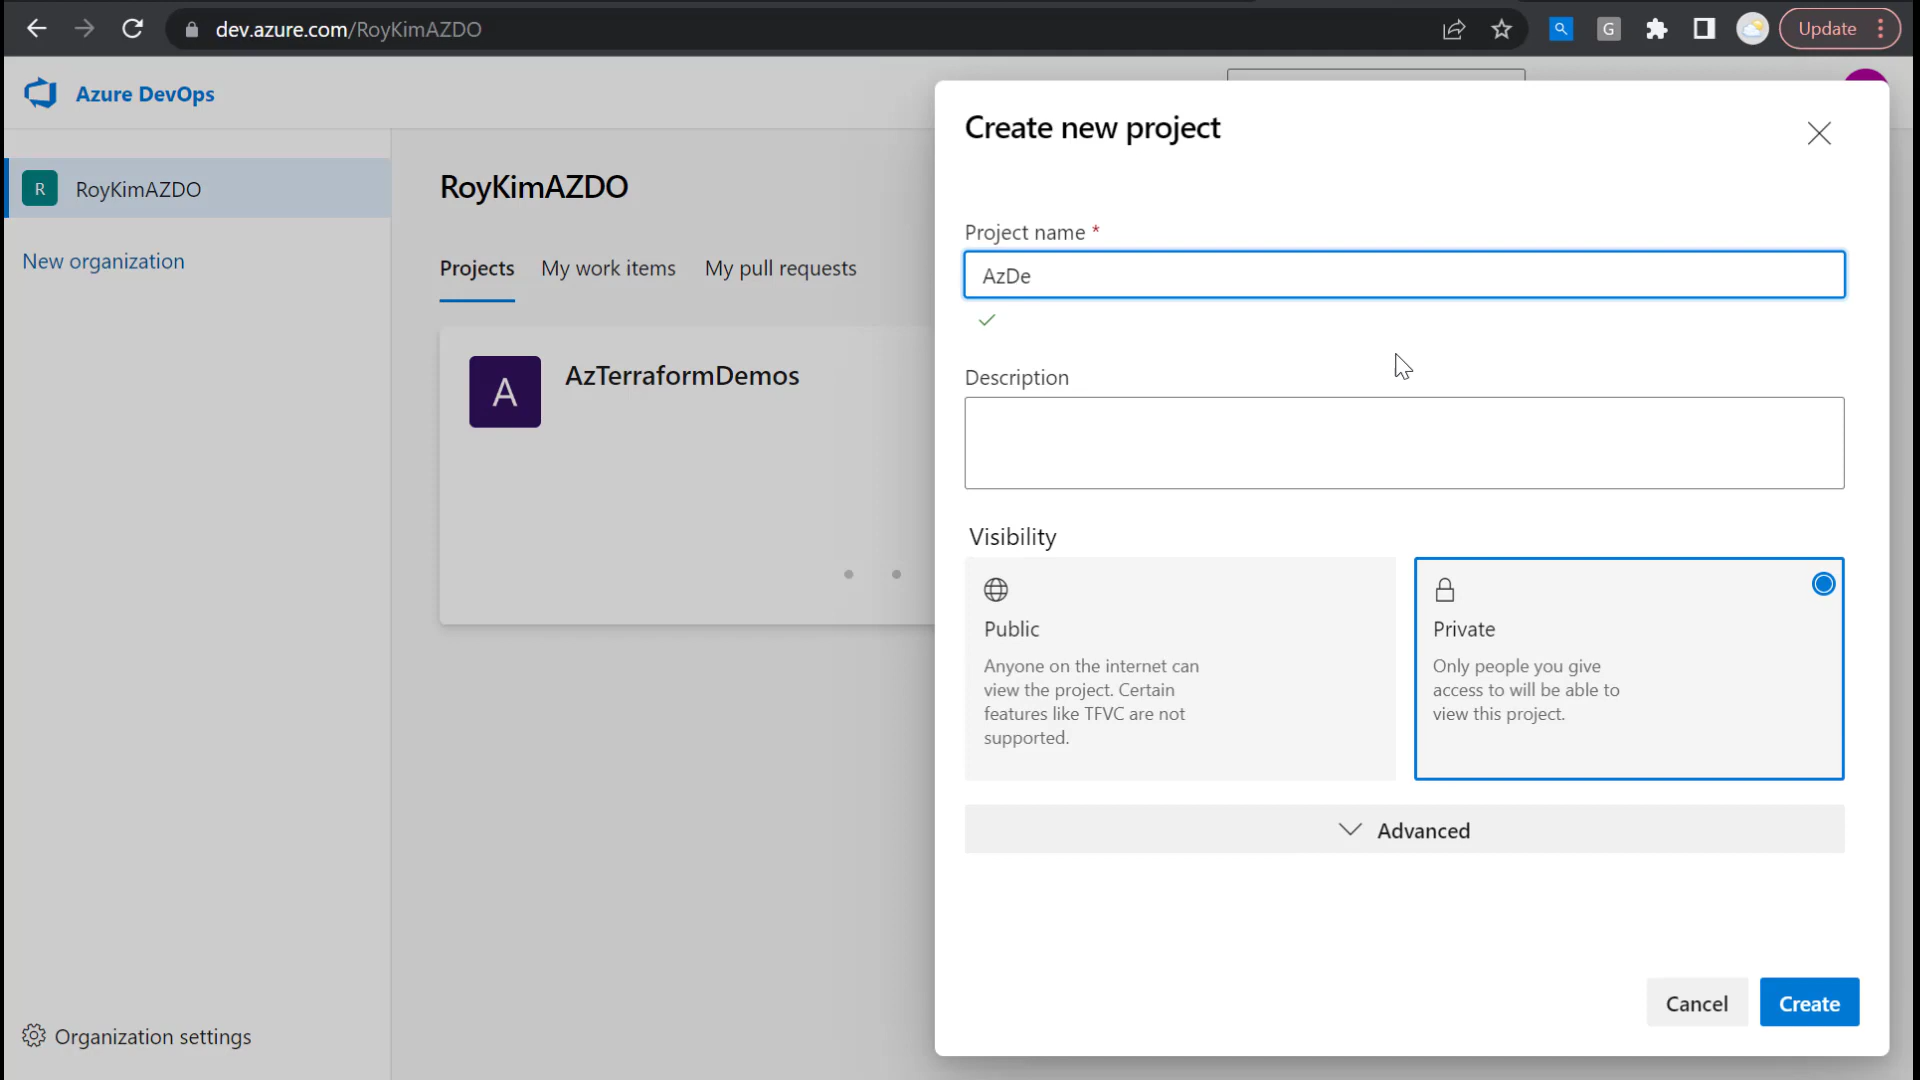 dev.azure.com/RoyKimAZDO
G
Update
Azure DevOps
R
RoyKimAZDO
New organization
RoyKimAZDO
Projects
My work items
My pull requests
A
AzTerraformDemos
Organization settings
Create new project
Project name *
AzDe
Description
Visibility
Public
Anyone on the internet can
view the project. Certain
features like TFVC are not
supported.
Private
Only people you give
access to will be able to
view this project.
Advanced
Cancel
Create